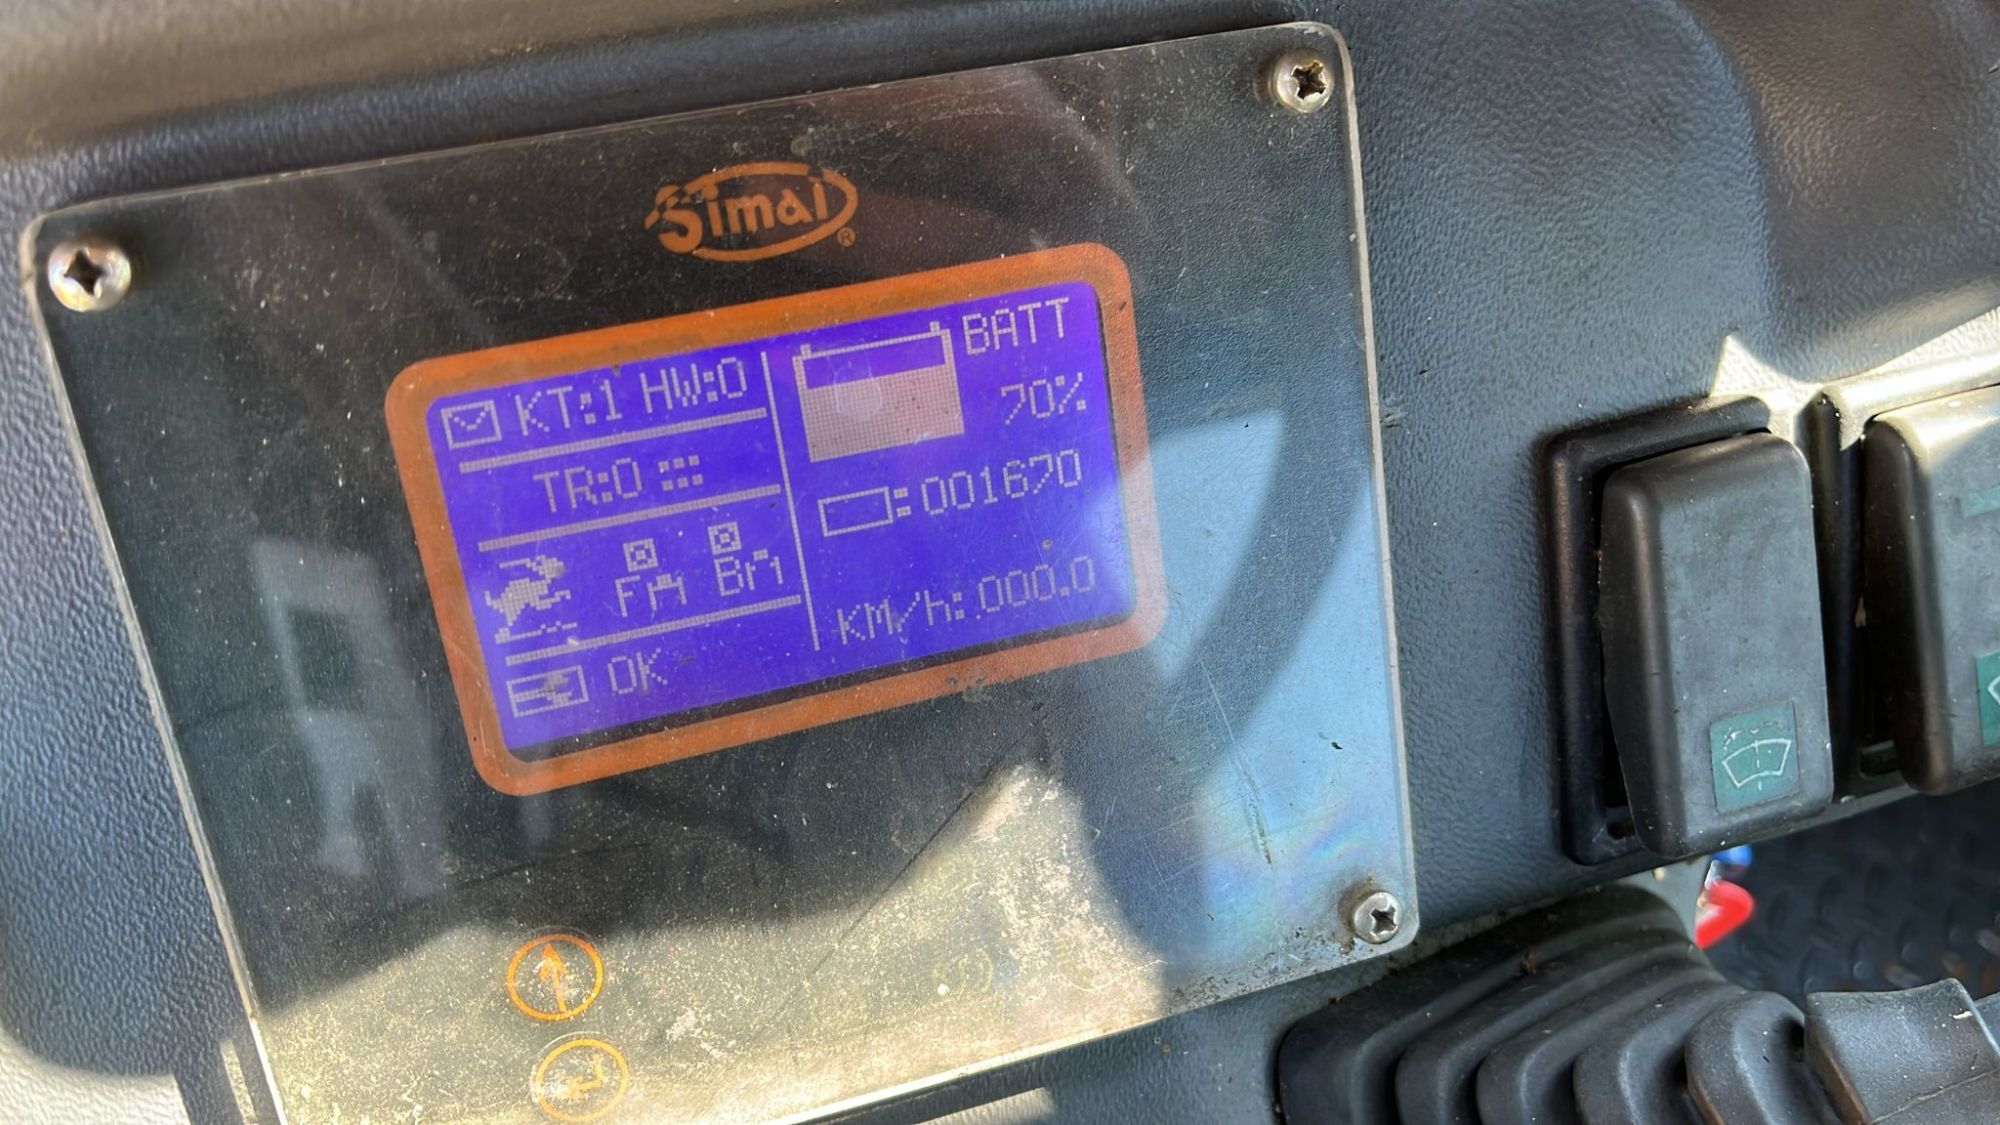 Simai
®
KT:1 HW:0
TR:0
FM BM
OK
BATT
70%
:001670
KM/h:000.0